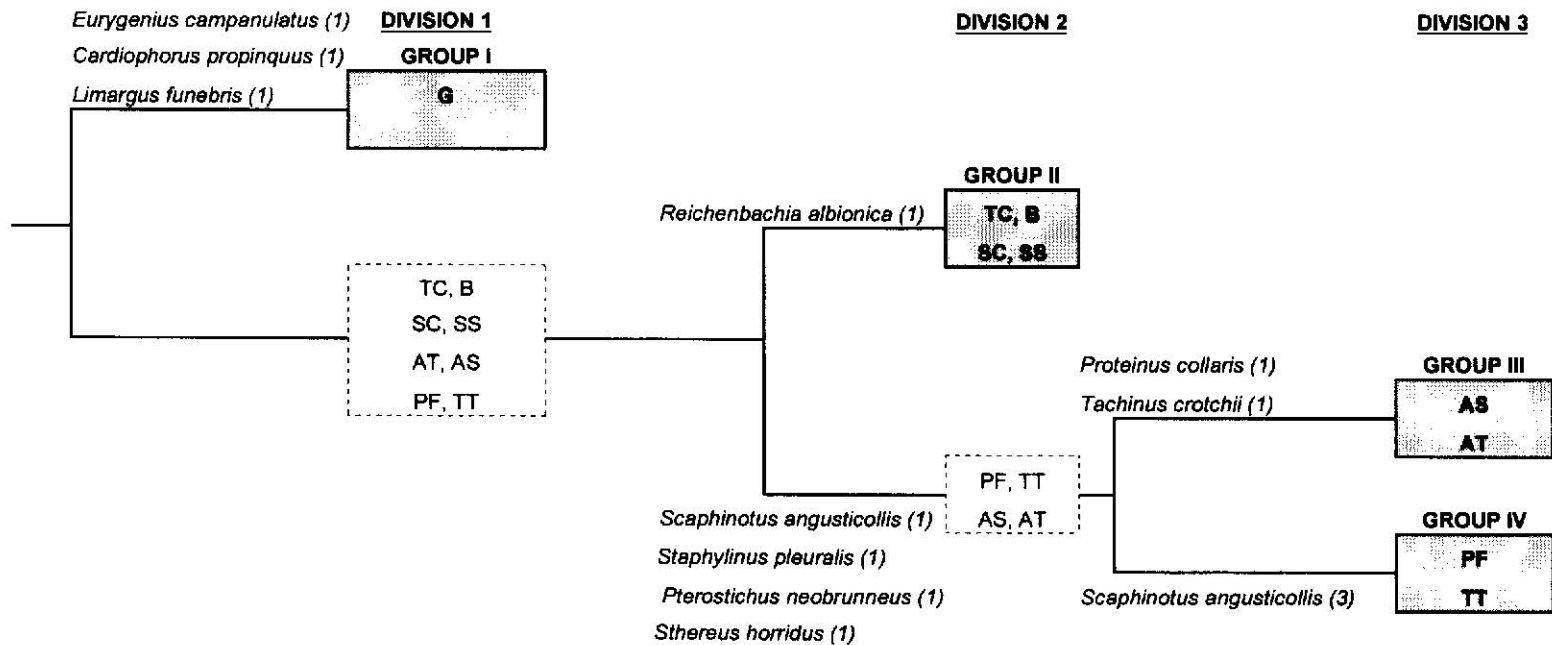 Eurygenius campanulatus (1)
DIVISION 1
DIVISION 2
DIVISION 3
Cardiophorus propinquus (1)
GROUP I
Limargus funebris (1)
G
GROUP II
Reichenbachia albionica (1)
TC, B
SC, SS
TC, B
SC, SS
AT, AS
PF, TT
Proteinus collaris (1)
GROUP III
Tachinus crotchii (1)
AS
AT
PF, TT
AS, AT
Scaphinotus angusticollis (1)
Staphylinus pleuralis (1)
Pterostichus neobrunneus (1)
Sthereus horridus (1)
GROUP IV
PF
TT
Scaphinotus angusticollis (3)